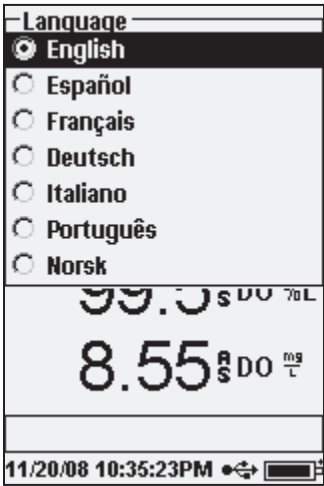 Language
English
Español
Français
Deutsch
Italiano
Português
Norsk
DO %L
8.55 AS DO mg/L
11/20/08 10:35:23PM